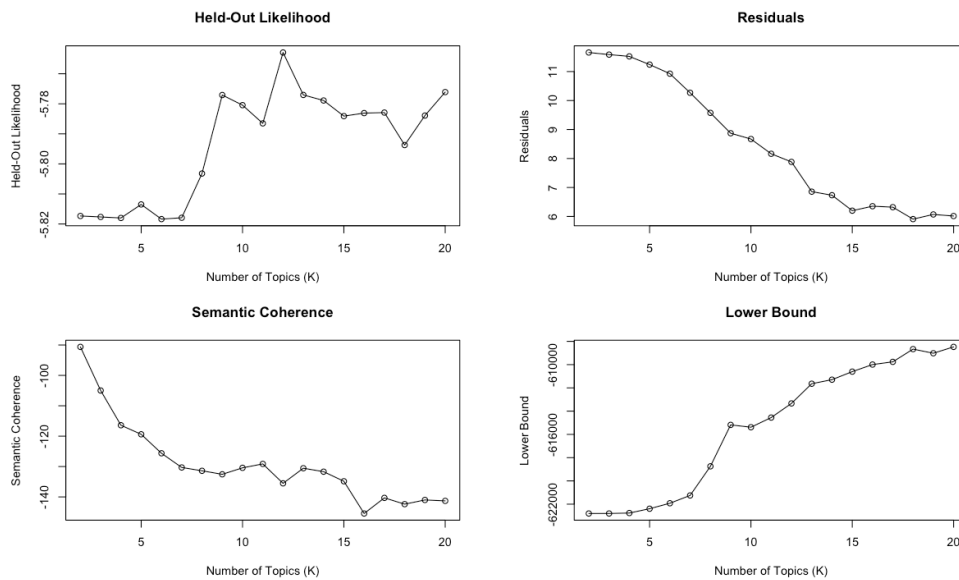 Held-Out Likelihood
Held-Out Likelihood
-5.78
-5.80
-5.82
5 10 15 20
Number of Topics (K)
Residuals
Residuals
11
10
9
8
7
6
5 10 15 20
Number of Topics (K)
Semantic Coherence
Semantic Coherence
-100
-120
-140
5 10 15 20
Number of Topics (K)
Lower Bound
Lower Bound
-610000
-616000
-622000
5 10 15 20
Number of Topics (K)